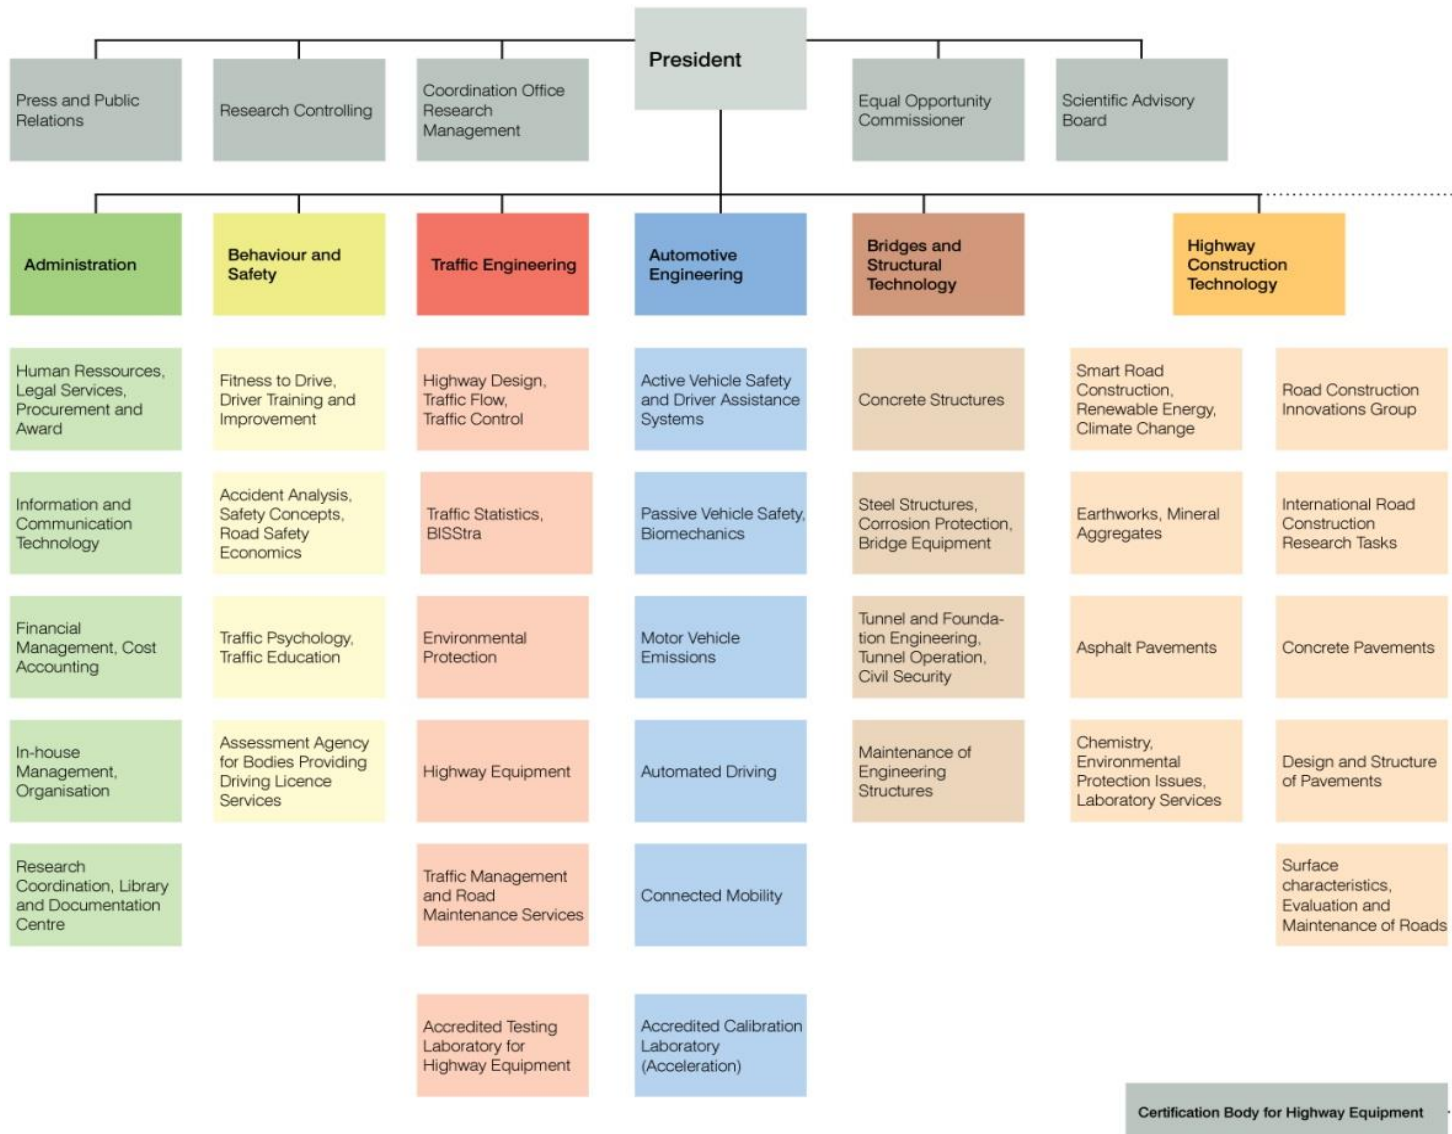 President
Press and Public
Relations
Research Controlling
Coordination Office
Research
Management
Equal Opportunity
Commissioner
Scientific Advisory
Board
Administration
Behaviour and
Safety
Traffic Engineering
Automotive
Engineering
Bridges and
Structural
Technology
Highway
Construction
Technology
Human Ressources,
Legal Services,
Procurement and
Award
Fitness to Drive,
Driver Training and
Improvement
Highway Design,
Traffic Flow,
Traffic Control
Active Vehicle Safety
and Driver Assistance
Systems
Concrete Structures
Smart Road
Construction,
Renewable Energy,
Climate Change
Road Construction
Innovations Group
Information and
Communication
Technology
Accident Analysis,
Safety Concepts,
Road Safety
Economics
Traffic Statistics,
BISStra
Passive Vehicle Safety,
Biomechanics
Steel Structures,
Corrosion Protection,
Bridge Equipment
Earthworks, Mineral
Aggregates
International Road
Construction
Research Tasks
Financial
Management, Cost
Accounting
Traffic Psychology,
Traffic Education
Environmental
Protection
Motor Vehicle
Emissions
Tunnel and Founda-
tion Engineering,
Tunnel Operation,
Civil Security
Asphalt Pavements
Concrete Pavements
In-house
Management,
Organisation
Assessment Agency
for Bodies Providing
Driving Licence
Services
Highway Equipment
Automated Driving
Maintenance of
Engineering
Structures
Chemistry,
Environmental
Protection Issues,
Laboratory Services
Design and Structure
of Pavements
Research
Coordination, Library
and Documentation
Centre
Traffic Management
and Road
Maintenance Services
Connected Mobility
Surface
characteristics,
Evaluation and
Maintenance of Roads
Accredited Testing
Laboratory for
Highway Equipment
Accredited Calibration
Laboratory
(Acceleration)
Certification Body for Highway Equipment